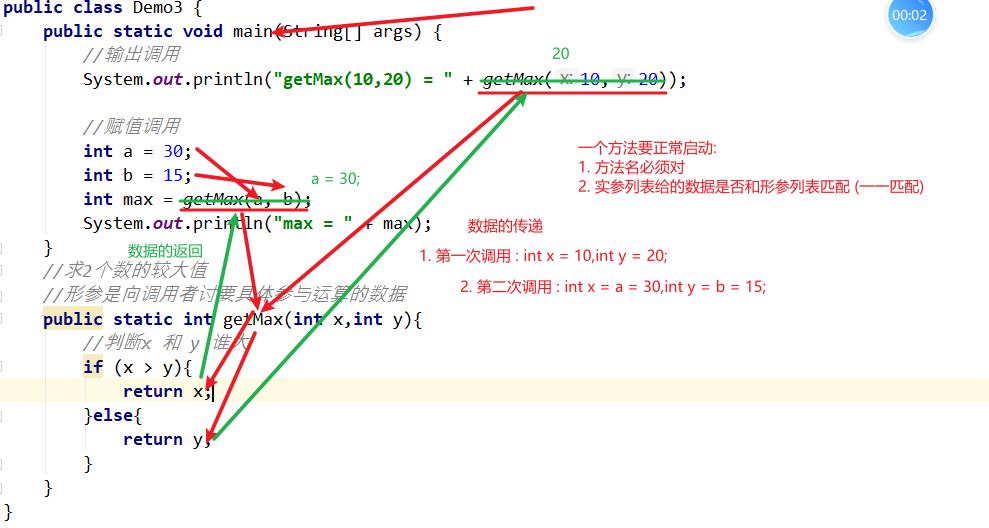 public class Demo3 {
00:02
public static void main(String[] args) {
//输出调用
20
System.out.println("getMax(10,20) = " + getMax( x: 10, y: 20));
//赋值调用
一个方法要正常启动:
int a = 30;
1. 方法名必须对
int b = 15;
a = 30;
2. 实参列表给的数据是否和形参列表匹配 (一一匹配)
int max = getMax(a, b);
System.out.println("max = " + max);
数据的传递
}
数据的返回
1. 第一次调用 : int x = 10,int y = 20;
//求2个数的较大值
2. 第二次调用 : int x = a = 30,int y = b = 15;
//形参是向调用者讨要具体参与运算的数据
public static int getMax(int x,int y){
//判断x 和 y 谁大
if (x > y){
return x;
}else{
return y;
}
}
}